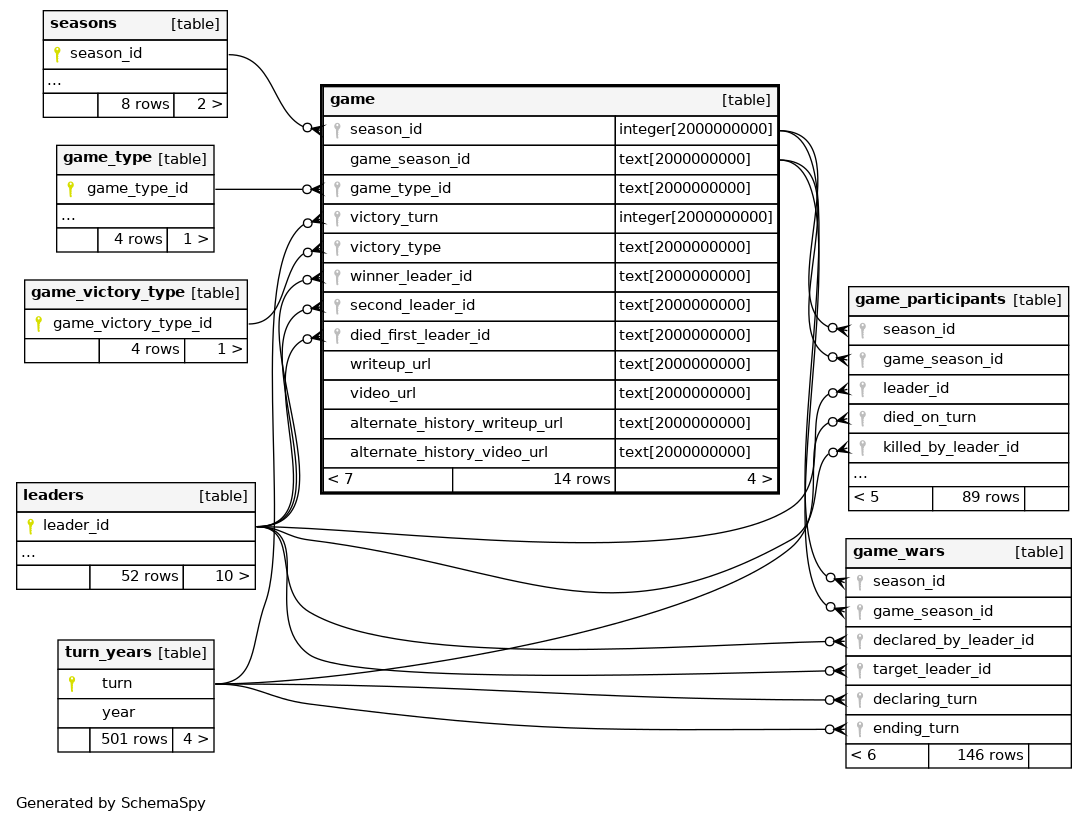 seasons [table]
season_id
...
8 rows 2 >
game_type [table]
game_type_id
...
4 rows 1 >
game_victory_type [table]
game_victory_type_id
4 rows 1 >
leaders [table]
leader_id
...
52 rows 10 >
turn_years [table]
turn
year
501 rows 4 >
game [table]
season_id integer[2000000000]
game_season_id text[2000000000]
game_type_id text[2000000000]
victory_turn integer[2000000000]
victory_type text[2000000000]
winner_leader_id text[2000000000]
second_leader_id text[2000000000]
died_first_leader_id text[2000000000]
writeup_url text[2000000000]
video_url text[2000000000]
alternate_history_writeup_url text[2000000000]
alternate_history_video_url text[2000000000]
< 7 14 rows 4 >
game_participants [table]
season_id
game_season_id
leader_id
died_on_turn
killed_by_leader_id
...
< 5 89 rows
game_wars [table]
season_id
game_season_id
declared_by_leader_id
target_leader_id
declaring_turn
ending_turn
< 6 146 rows
Generated by SchemaSpy